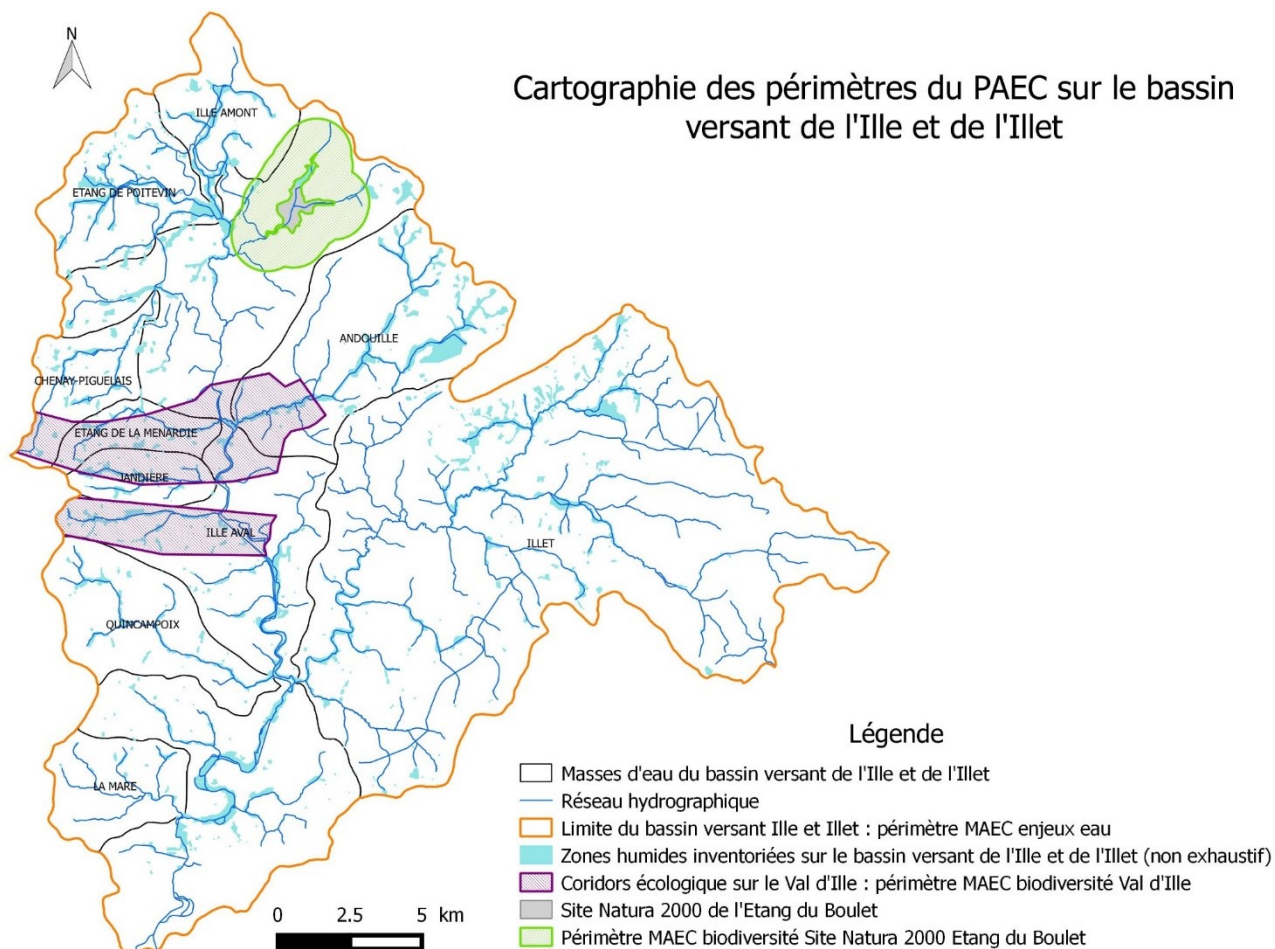 N
Cartographie des périmètres du PAEC sur le bassin
versant de l'Ille et de l'Illet
ILLE AMONT
ETANG DE POITEVIN
ANDOUILLE
CHENAY-PIGUELAIS
ETANG DE LA MENARDIE
JANDIERE
ILLE AVAL
ILLET
QUINCAMPOIX
LA MARE
Légende
Masses d'eau du bassin versant de l'Ille et de l'Illet
Réseau hydrographique
Limite du bassin versant Ille et Illet : périmètre MAEC enjeux eau
Zones humides inventoriées sur le bassin versant de l'Ille et de l'Illet (non exhaustif)
Coridors écologique sur le Val d'Ille : périmètre MAEC biodiversité Val d'Ille
Site Natura 2000 de l'Etang du Boulet
Périmètre MAEC biodiversité Site Natura 2000 Etang du Boulet
0 2.5 5 km